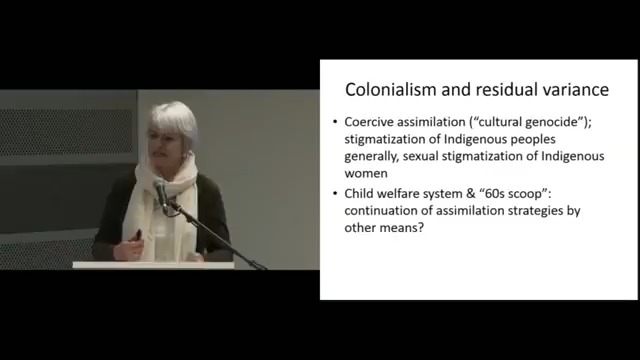 Colonialism and residual variance
• Coercive assimilation (“cultural genocide”);
stigmatization of Indigenous peoples
generally, sexual stigmatization of Indigenous
women
• Child welfare system & “60s scoop”:
continuation of assimilation strategies by
other means?